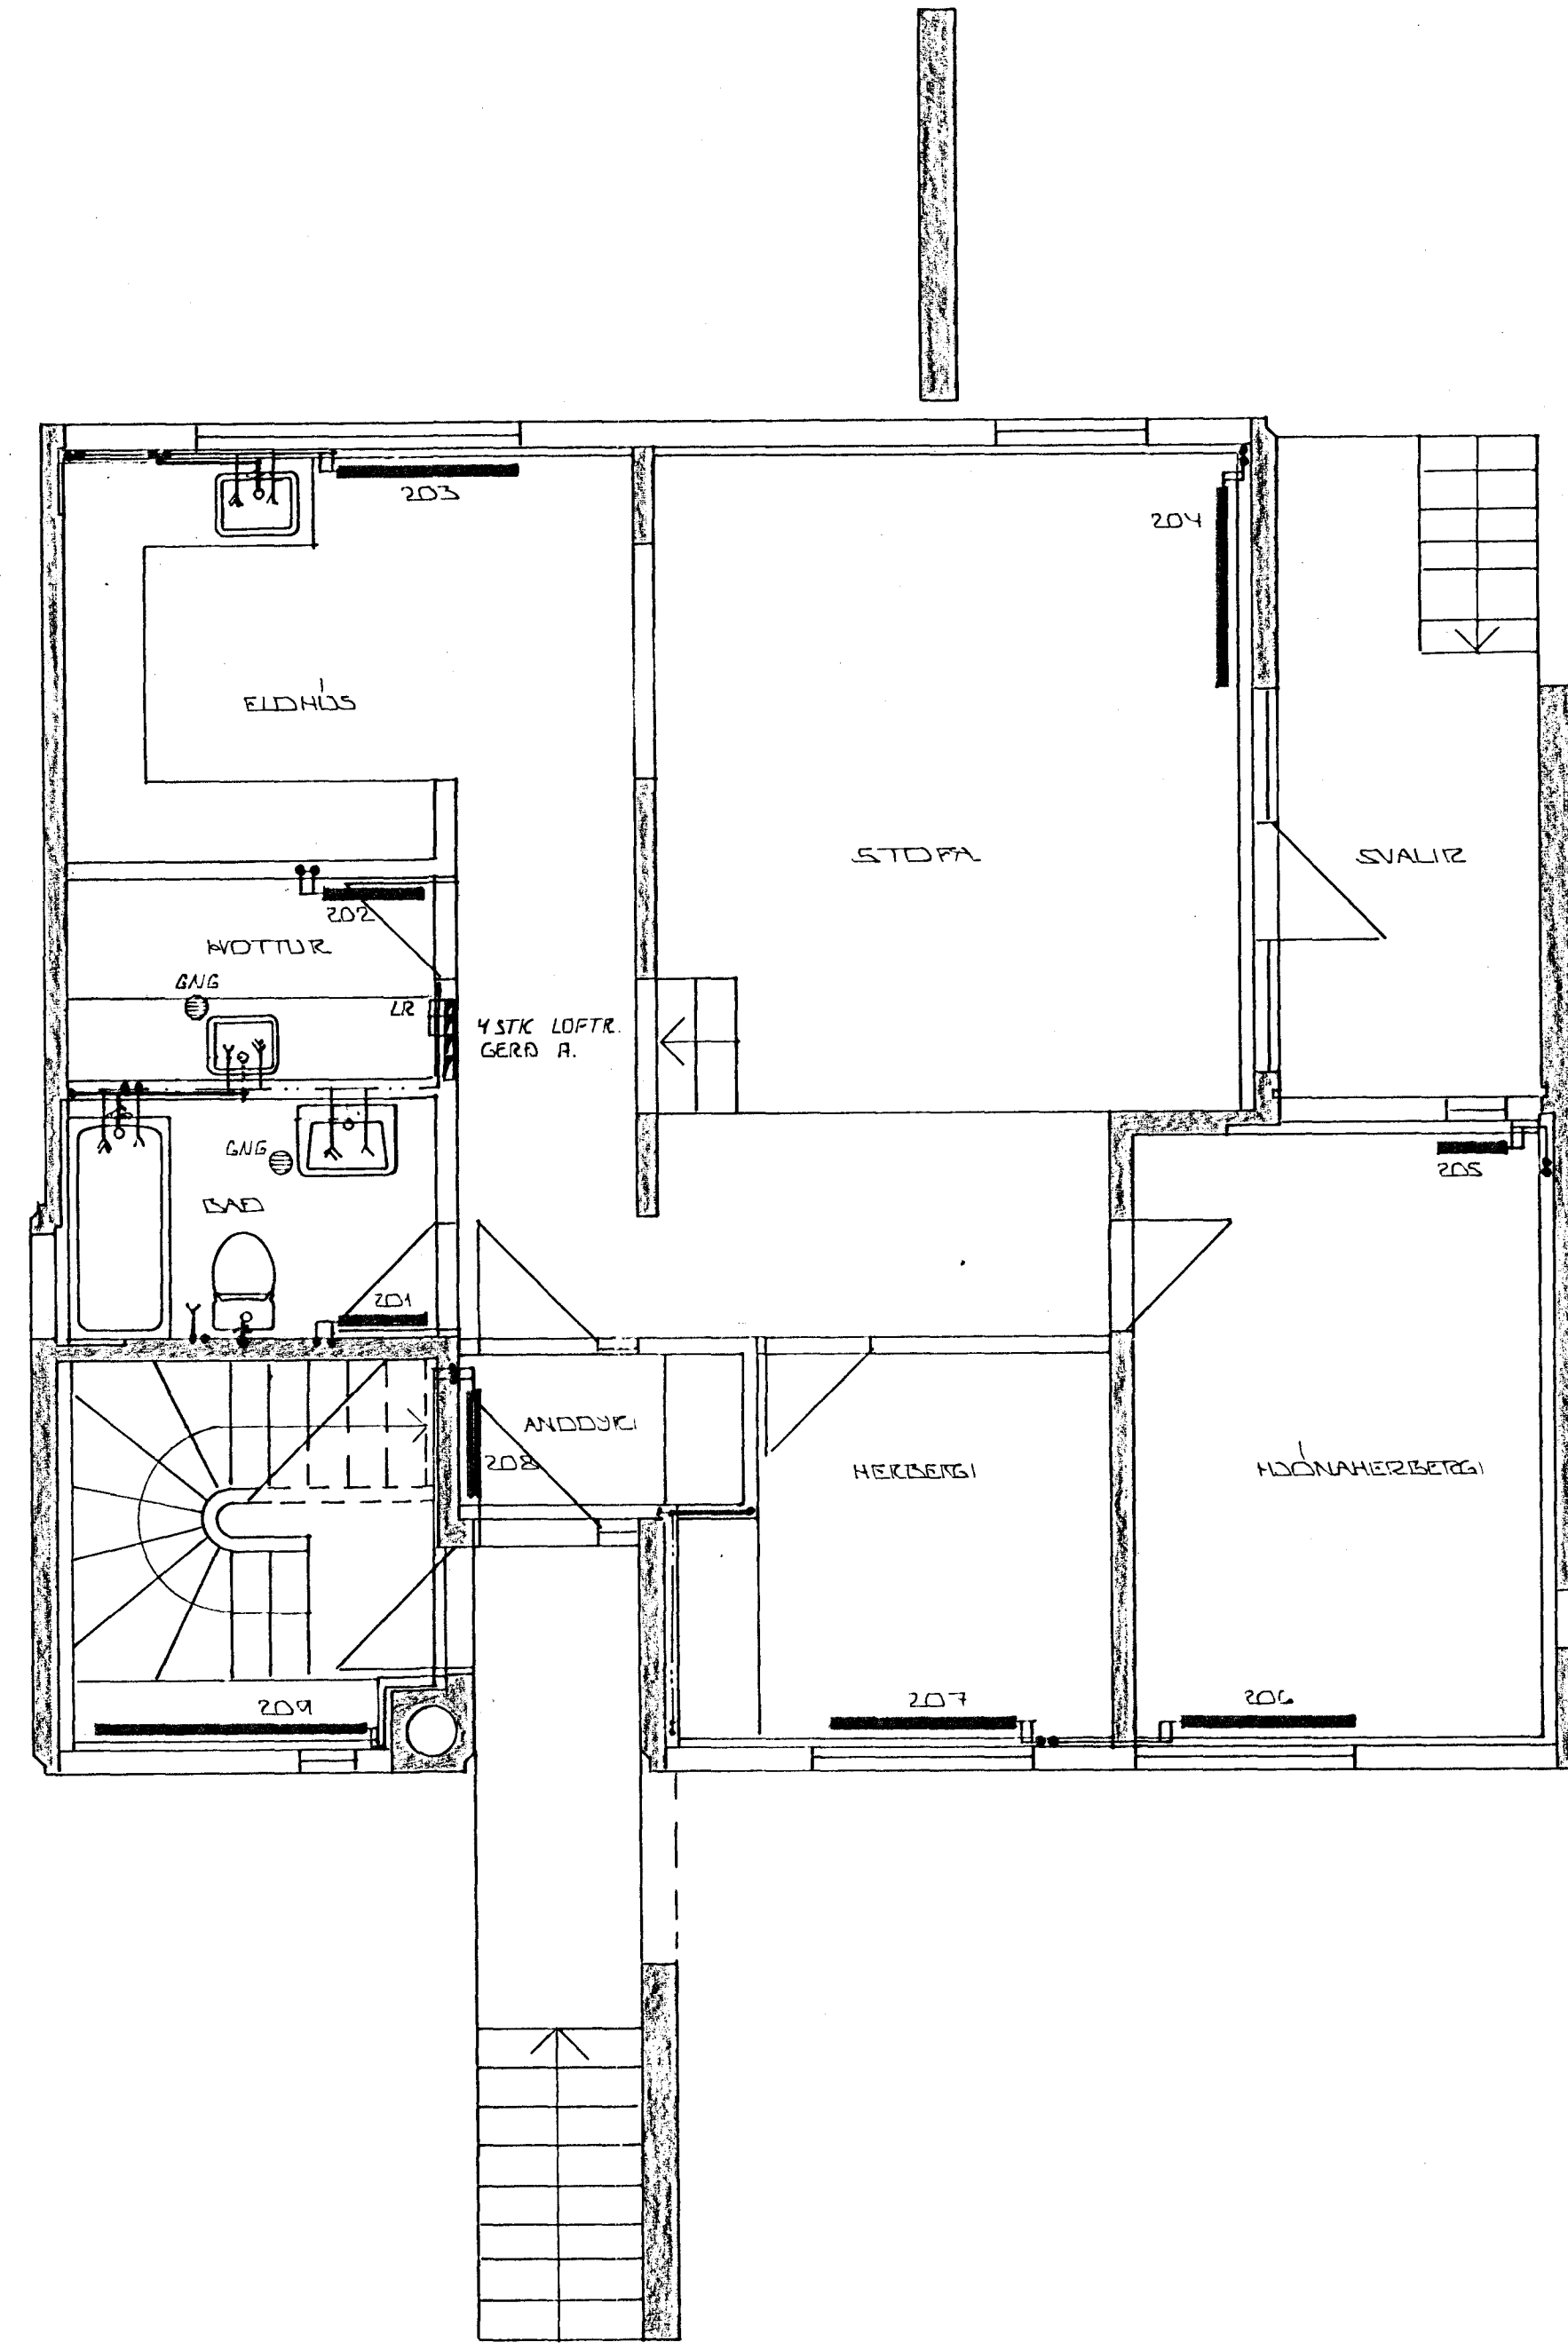 203
204
ELDHÚS
STOFA
SVALIR
202
ÞVOTTUR
GNG
LR
4 STK LOFTR.
GERÐ A.
GNG
205
BAÐ
201
ANDDYRI
208
HERBERGI
HJÓNAHERBERGI
209
207
206